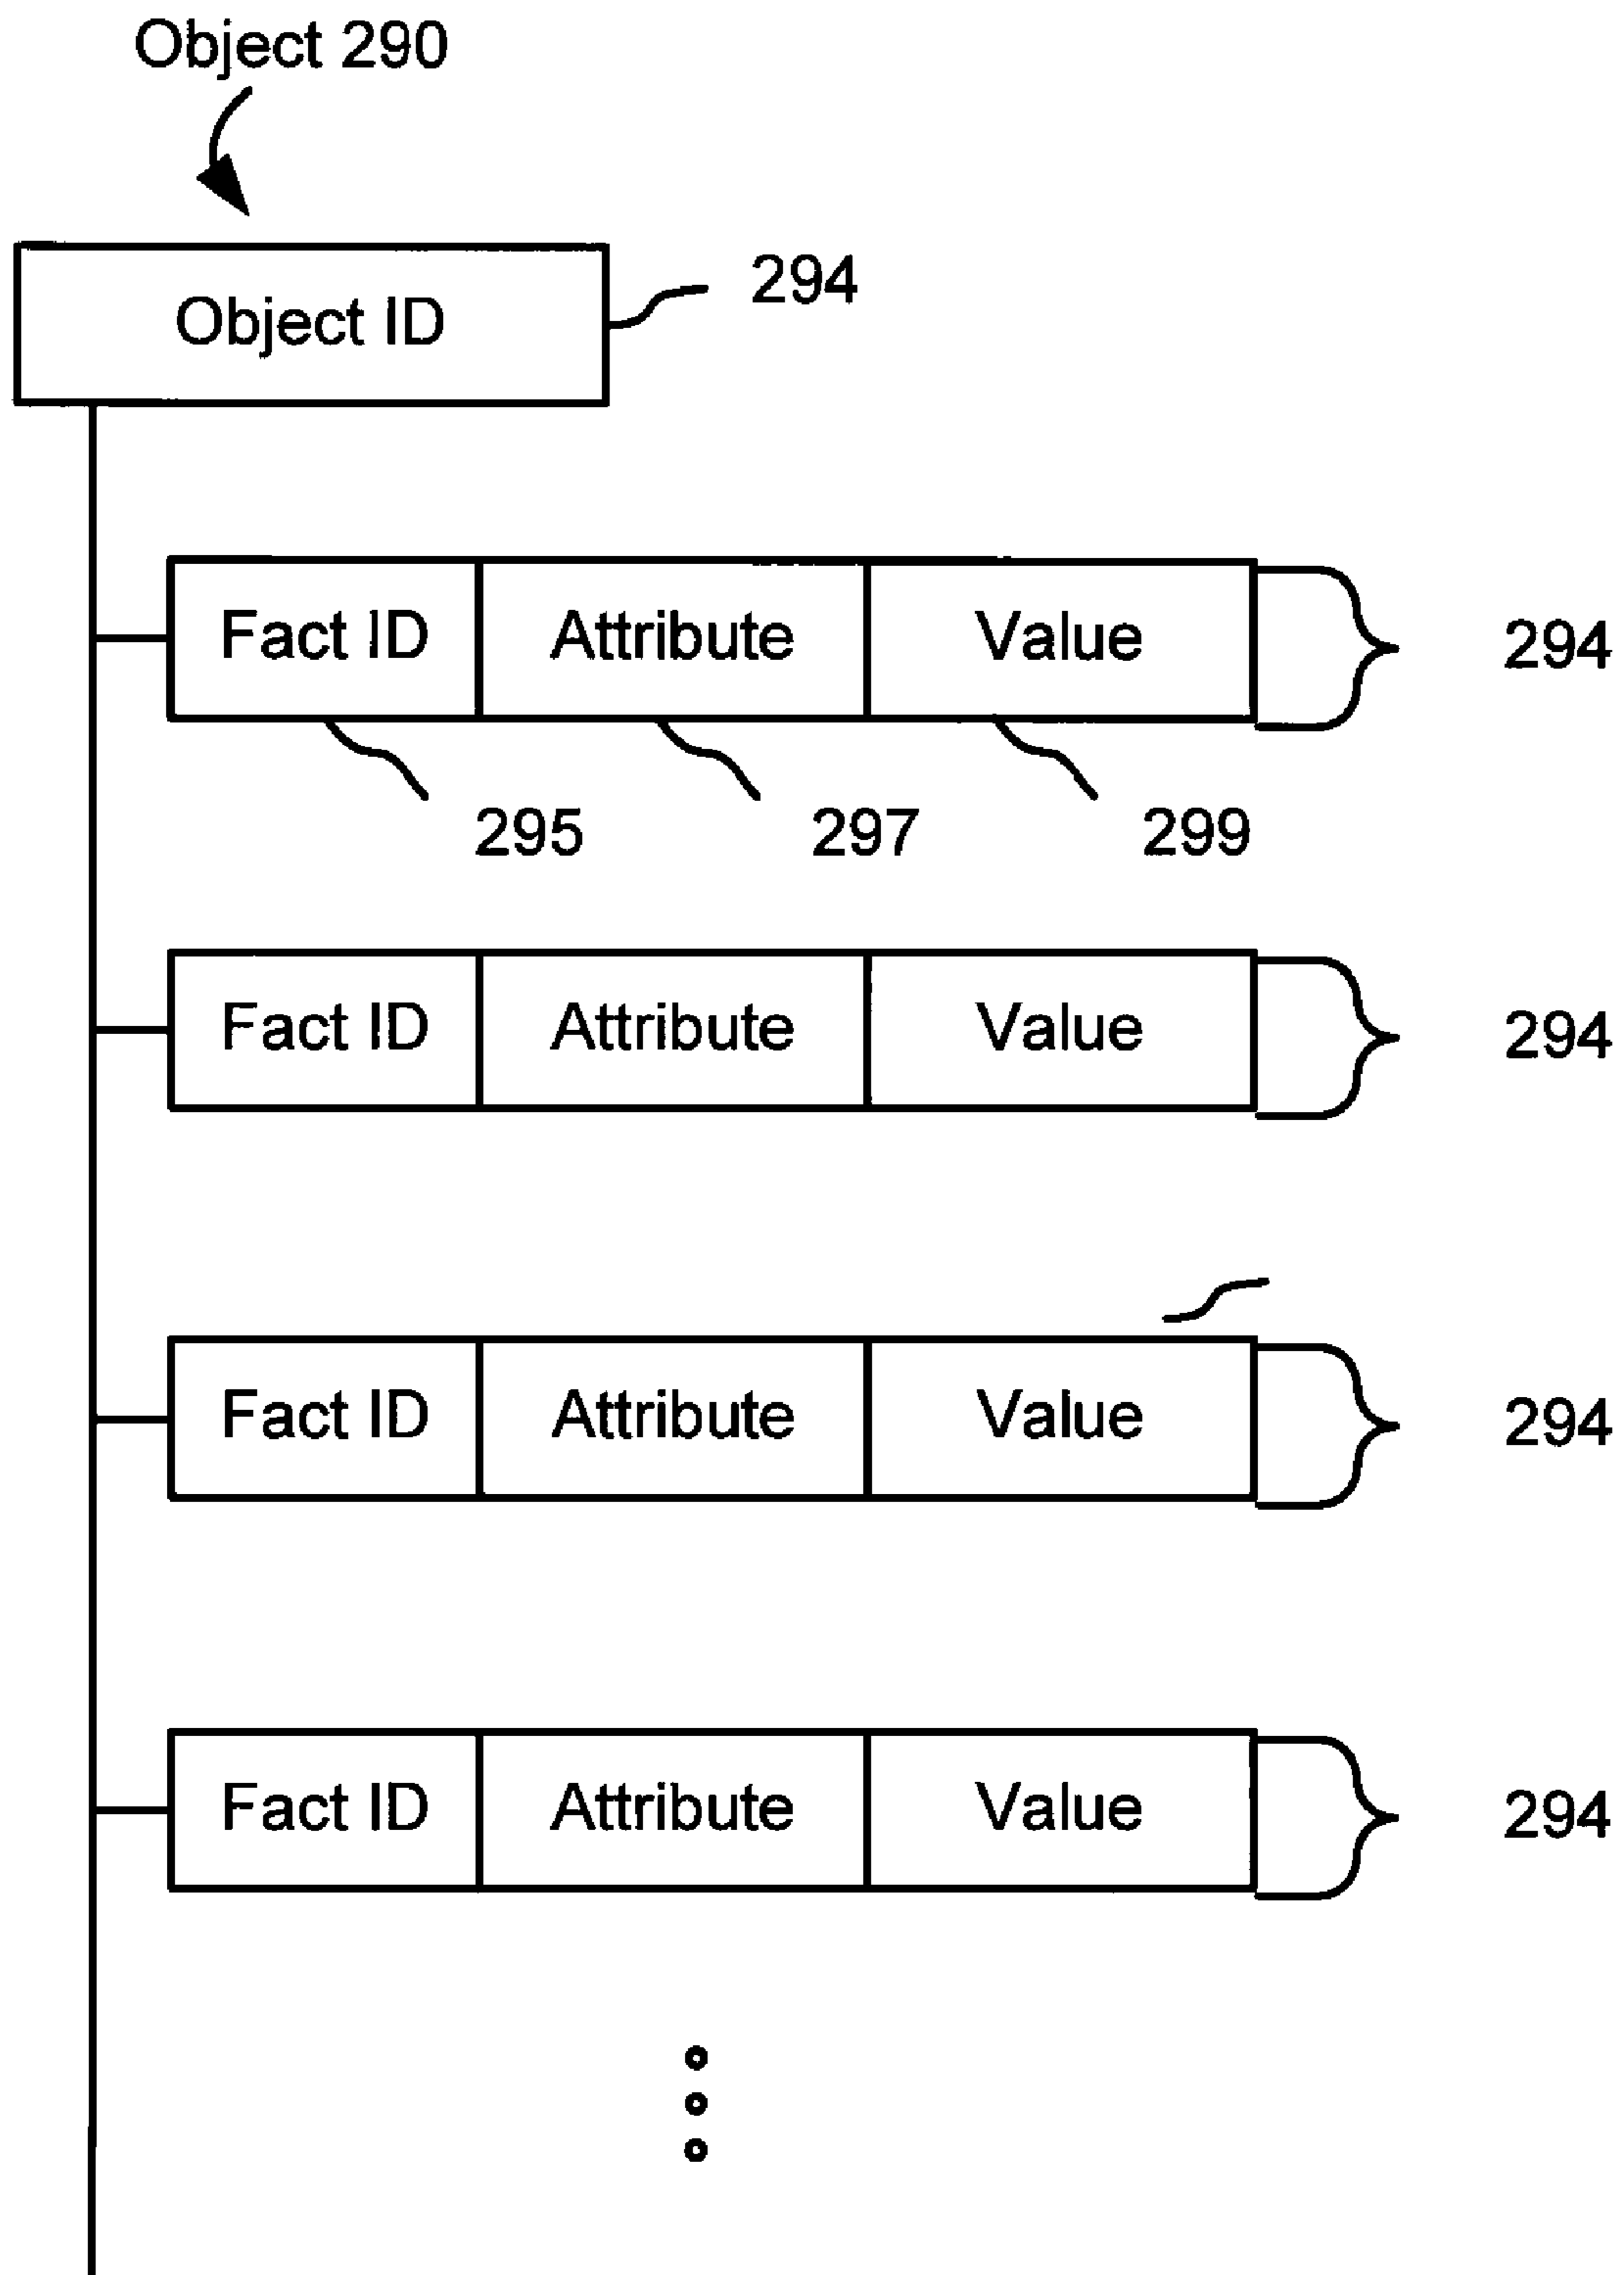 Object 290
Object ID 294
Fact ID Attribute Value 294
295 297 299
Fact ID Attribute Value 294
Fact ID Attribute Value 294
Fact ID Attribute Value 294